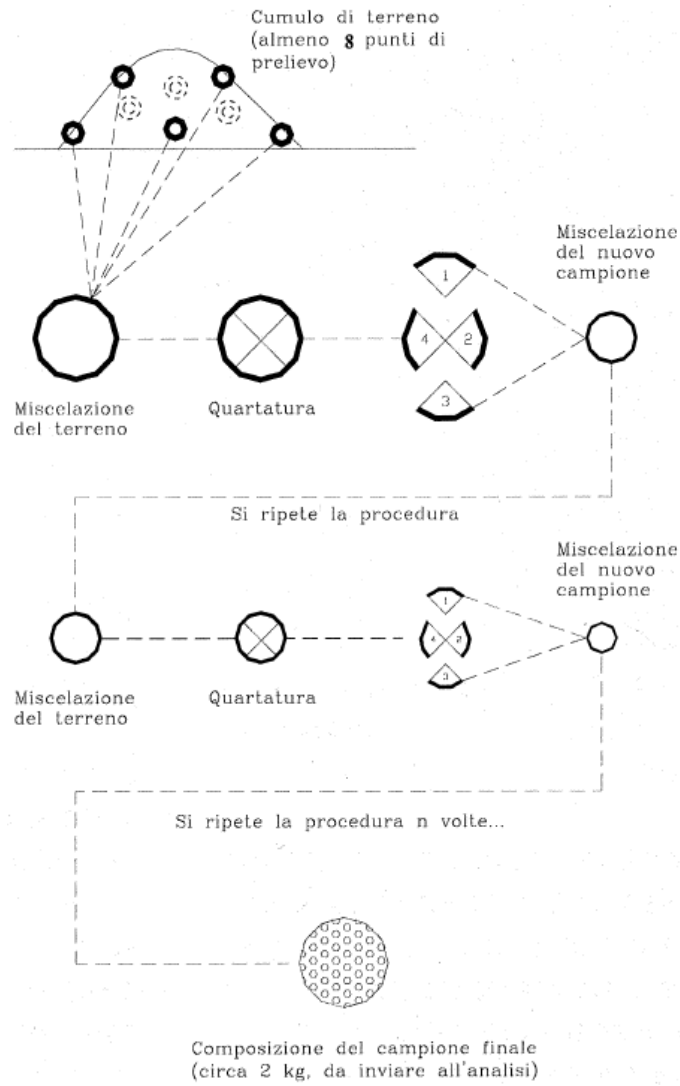 Cumulo di terreno
(almeno 8 punti di
prelievo)
Miscelazione
del nuovo
campione
1
4
2
3
Miscelazione
del terreno
Quartatura
Si ripete la procedura
Miscelazione
del nuovo
campione
1
4
2
3
Miscelazione
del terreno
Quartatura
Si ripete la procedura n volte...
Composizione del campione finale
(circa 2 kg, da inviare all'analisi)